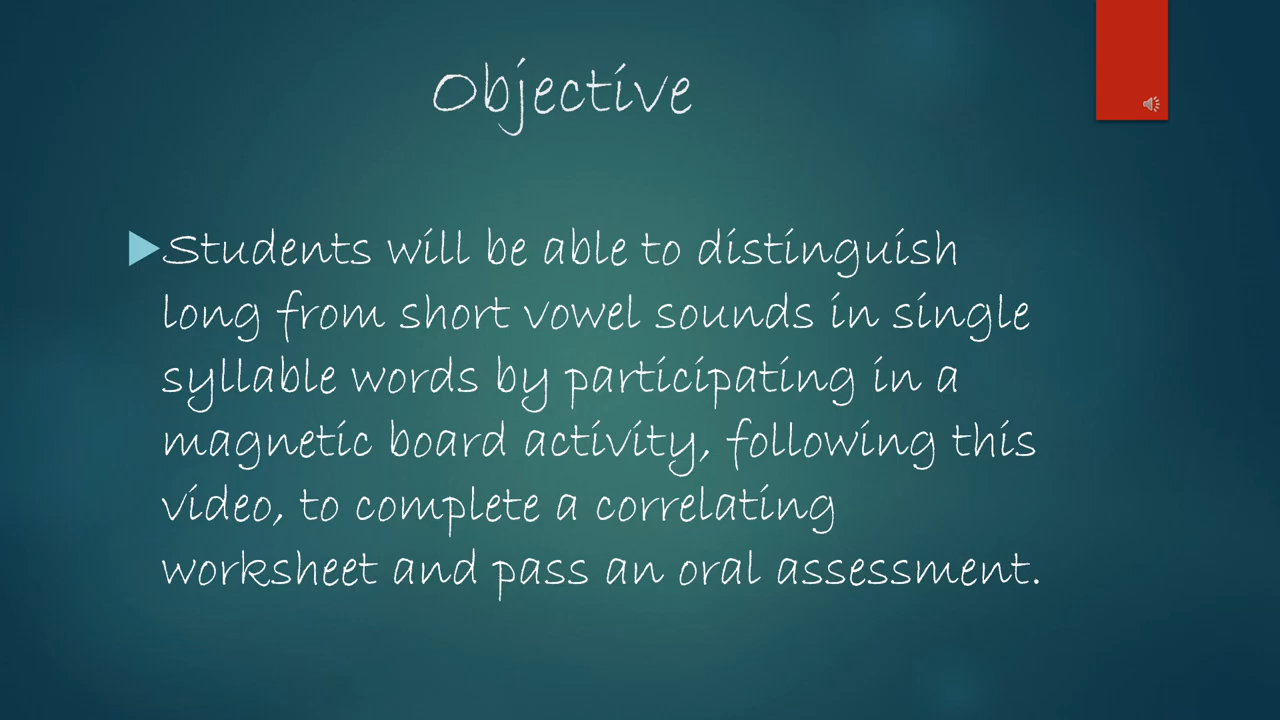 Objective
Students will be able to distinguish
long from short vowel sounds in single
syllable words by participating in a
magnetic board activity, following this
video, to complete a correlating
worksheet and pass an oral assessment.